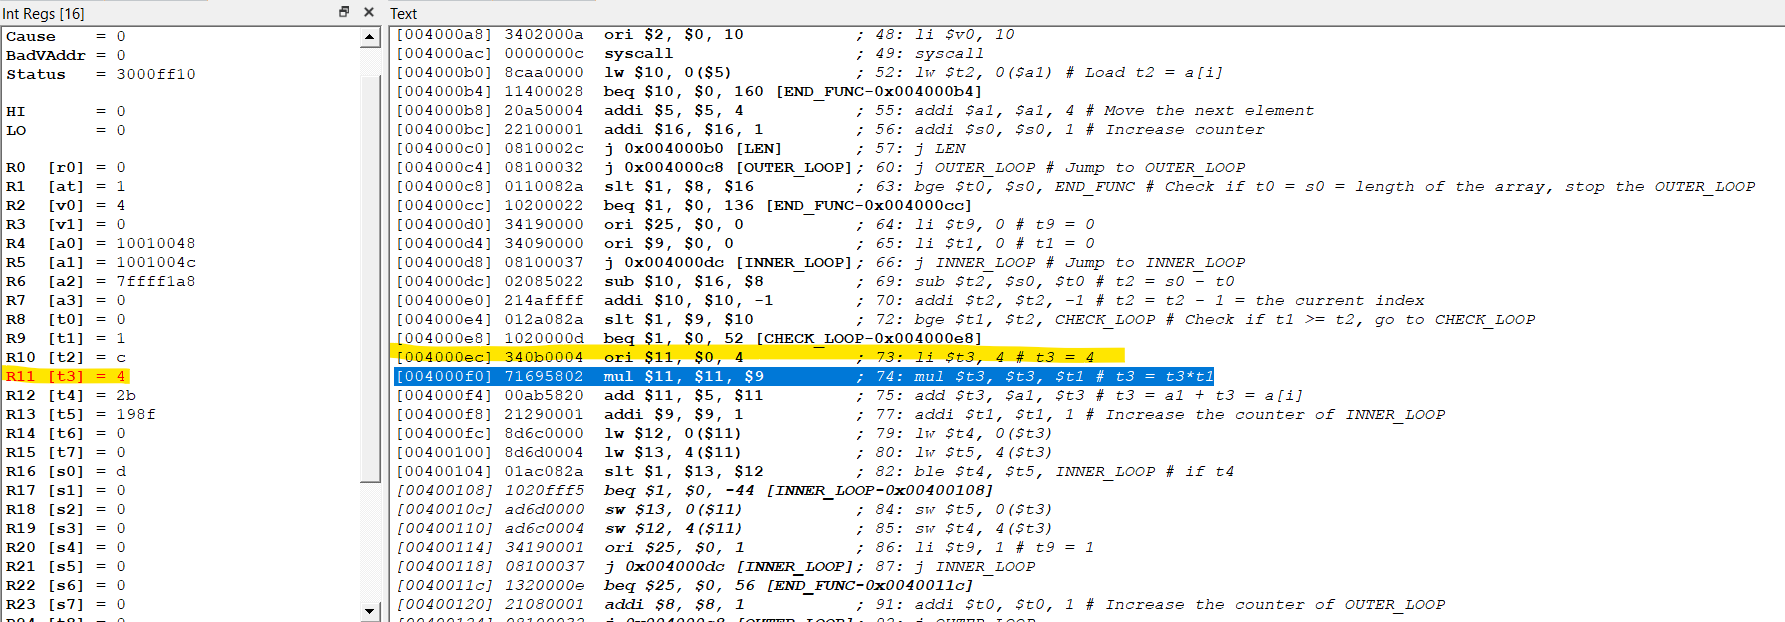 Int Regs [16]
Cause = 0
BadVAddr = 0
Status = 3000ff10
HI = 0
LO = 0
R0 [r0] = 0
R1 [at] = 1
R2 [v0] = 4
R3 [v1] = 0
R4 [a0] = 10010048
R5 [a1] = 1001004c
R6 [a2] = 7ffff1a8
R7 [a3] = 0
R8 [t0] = 0
R9 [t1] = 1
R10 [t2] = c
R11 [t3] = 4
R12 [t4] = 2b
R13 [t5] = 198f
R14 [t6] = 0
R15 [t7] = 0
R16 [s0] = d
R17 [s1] = 0
R18 [s2] = 0
R19 [s3] = 0
R20 [s4] = 0
R21 [s5] = 0
R22 [s6] = 0
R23 [s7] = 0
R24 [t8] = 0
Text
[004000a8] 3402000a ori $2, $0, 10 ; 48: li $v0, 10
[004000ac] 0000000c syscall ; 49: syscall
[004000b0] 8caa0000 lw $10, 0($5) ; 52: lw $t2, 0($a1) # Load t2 = a[i]
[004000b4] 11400028 beq $10, $0, 160 [END_FUNC-0x004000b4]
[004000b8] 20a50004 addi $5, $5, 4 ; 55: addi $a1, $a1, 4 # Move the next element
[004000bc] 22100001 addi $16, $16, 1 ; 56: addi $s0, $s0, 1 # Increase counter
[004000c0] 0810002c j 0x004000b0 [LEN] ; 57: j LEN
[004000c4] 08100032 j 0x004000c8 [OUTER_LOOP]; 60: j OUTER_LOOP # Jump to OUTER_LOOP
[004000c8] 0110082a slt $1, $8, $16 ; 63: bge $t0, $s0, END_FUNC # Check if t0 = s0 = length of the array, stop the OUTER_LOOP
[004000cc] 10200022 beq $1, $0, 136 [END_FUNC-0x004000cc]
[004000d0] 34190000 ori $25, $0, 0 ; 64: li $t9, 0 # t9 = 0
[004000d4] 34090000 ori $9, $0, 0 ; 65: li $t1, 0 # t1 = 0
[004000d8] 08100037 j 0x004000dc [INNER_LOOP]; 66: j INNER_LOOP # Jump to INNER_LOOP
[004000dc] 02085022 sub $10, $16, $8 ; 69: sub $t2, $s0, $t0 # t2 = s0 - t0
[004000e0] 214affff addi $10, $10, -1 ; 70: addi $t2, $t2, -1 # t2 = t2 - 1 = the current index
[004000e4] 012a082a slt $1, $9, $10 ; 72: bge $t1, $t2, CHECK_LOOP # Check if t1 >= t2, go to CHECK_LOOP
[004000e8] 1020000d beq $1, $0, 52 [CHECK_LOOP-0x004000e8]
[004000ec] 340b0004 ori $11, $0, 4 ; 73: li $t3, 4 # t3 = 4
[004000f0] 71695802 mul $11, $11, $9 ; 74: mul $t3, $t3, $t1 # t3 = t3*t1
[004000f4] 00ab5820 add $11, $5, $11 ; 75: add $t3, $a1, $t3 # t3 = a1 + t3 = a[i]
[004000f8] 21290001 addi $9, $9, 1 ; 77: addi $t1, $t1, 1 # Increase the counter of INNER_LOOP
[004000fc] 8d6c0000 lw $12, 0($11) ; 79: lw $t4, 0($t3)
[00400100] 8d6d0004 lw $13, 4($11) ; 80: lw $t5, 4($t3)
[00400104] 01ac082a slt $1, $13, $12 ; 82: ble $t4, $t5, INNER_LOOP # if t4
[00400108] 1020fff5 beq $1, $0, -44 [INNER_LOOP-0x00400108]
[0040010c] ad6d0000 sw $13, 0($11) ; 84: sw $t5, 0($t3)
[00400110] ad6c0004 sw $12, 4($11) ; 85: sw $t4, 4($t3)
[00400114] 34190001 ori $25, $0, 1 ; 86: li $t9, 1 # t9 = 1
[00400118] 08100037 j 0x004000dc [INNER_LOOP]; 87: j INNER_LOOP
[0040011c] 1320000e beq $25, $0, 56 [END_FUNC-0x0040011c]
[00400120] 21080001 addi $8, $8, 1 ; 91: addi $t0, $t0, 1 # Increase the counter of OUTER_LOOP
[00400124] 08100032 j 0x004000c8 [OUTER_LOOP]; 92: j OUTER_LOOP